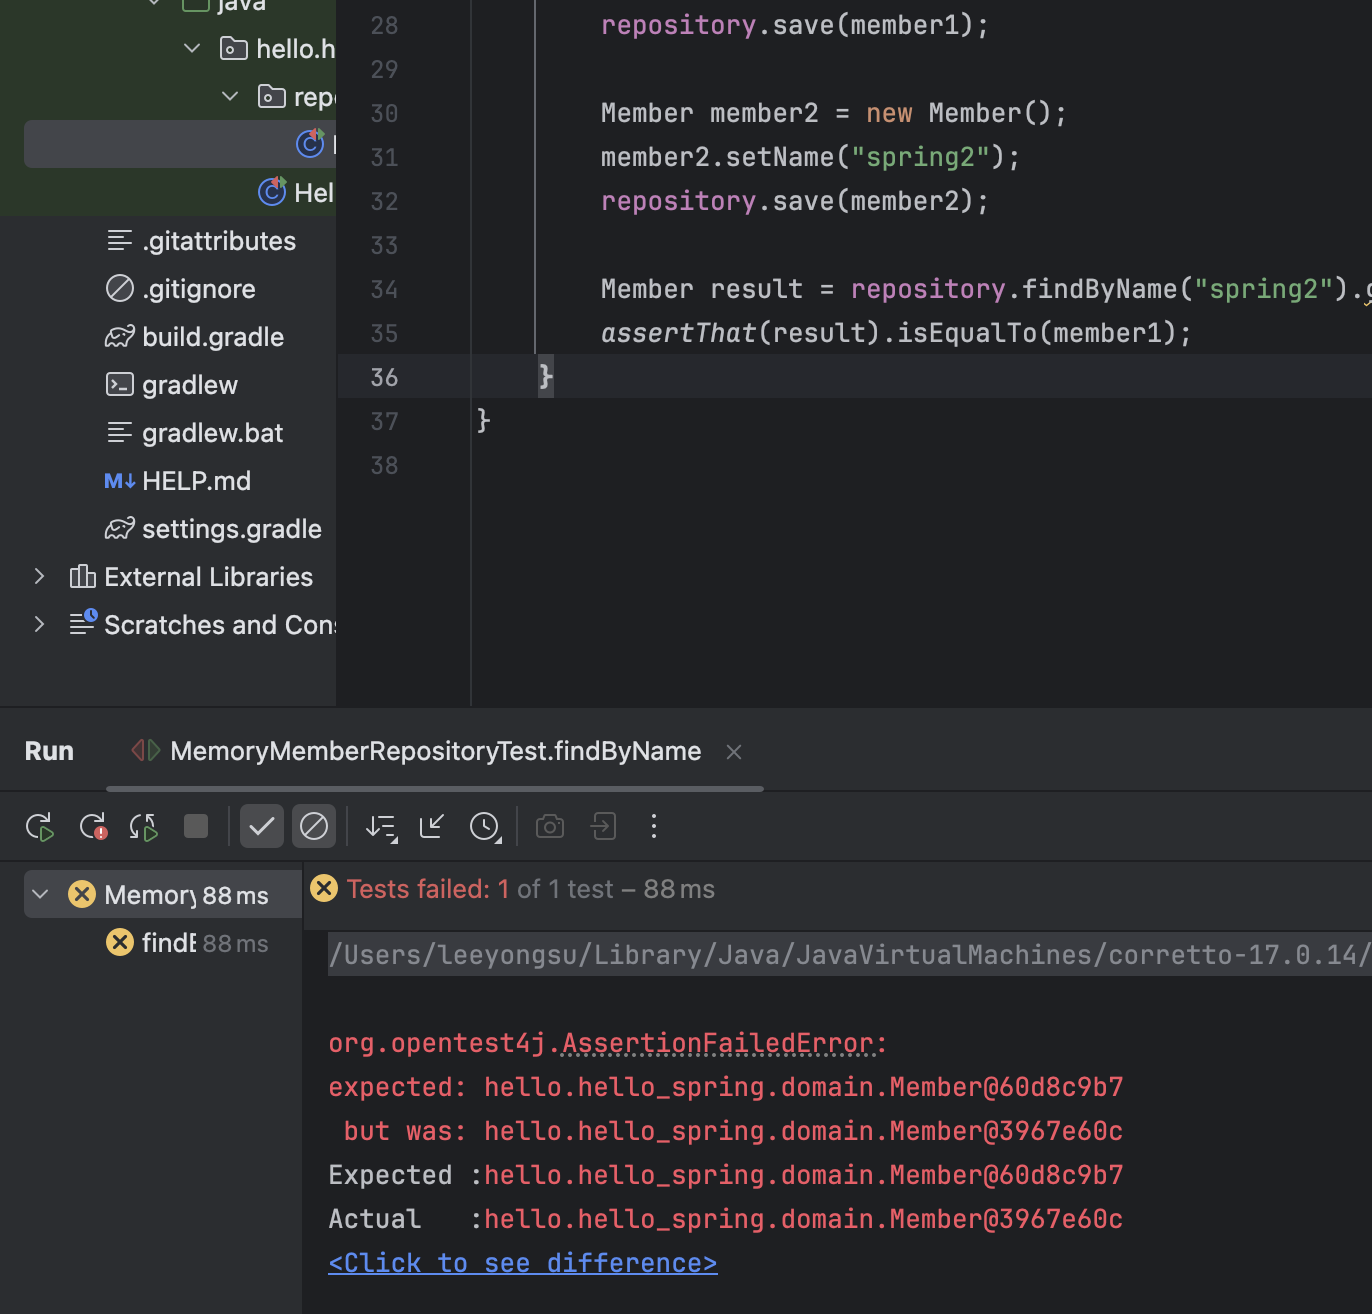 java
hello.h
repo
Hel
.gitattributes
.gitignore
build.gradle
gradlew
gradlew.bat
M↓ HELP.md
settings.gradle
External Libraries
Scratches and Cons
28 repository.save(member1);
29
30 Member member2 = new Member();
31 member2.setName("spring2");
32 repository.save(member2);
33
34 Member result = repository.findByName("spring2").
35 assertThat(result).isEqualTo(member1);
36 }
37 }
38
Run MemoryMemberRepositoryTest.findByName
Memory 88 ms
findB 88 ms
Tests failed: 1 of 1 test – 88 ms
/Users/leeyongsu/Library/Java/JavaVirtualMachines/corretto-17.0.14/
org.opentest4j.AssertionFailedError:
expected: hello.hello_spring.domain.Member@60d8c9b7
but was: hello.hello_spring.domain.Member@3967e60c
Expected :hello.hello_spring.domain.Member@60d8c9b7
Actual   :hello.hello_spring.domain.Member@3967e60c
<Click to see difference>